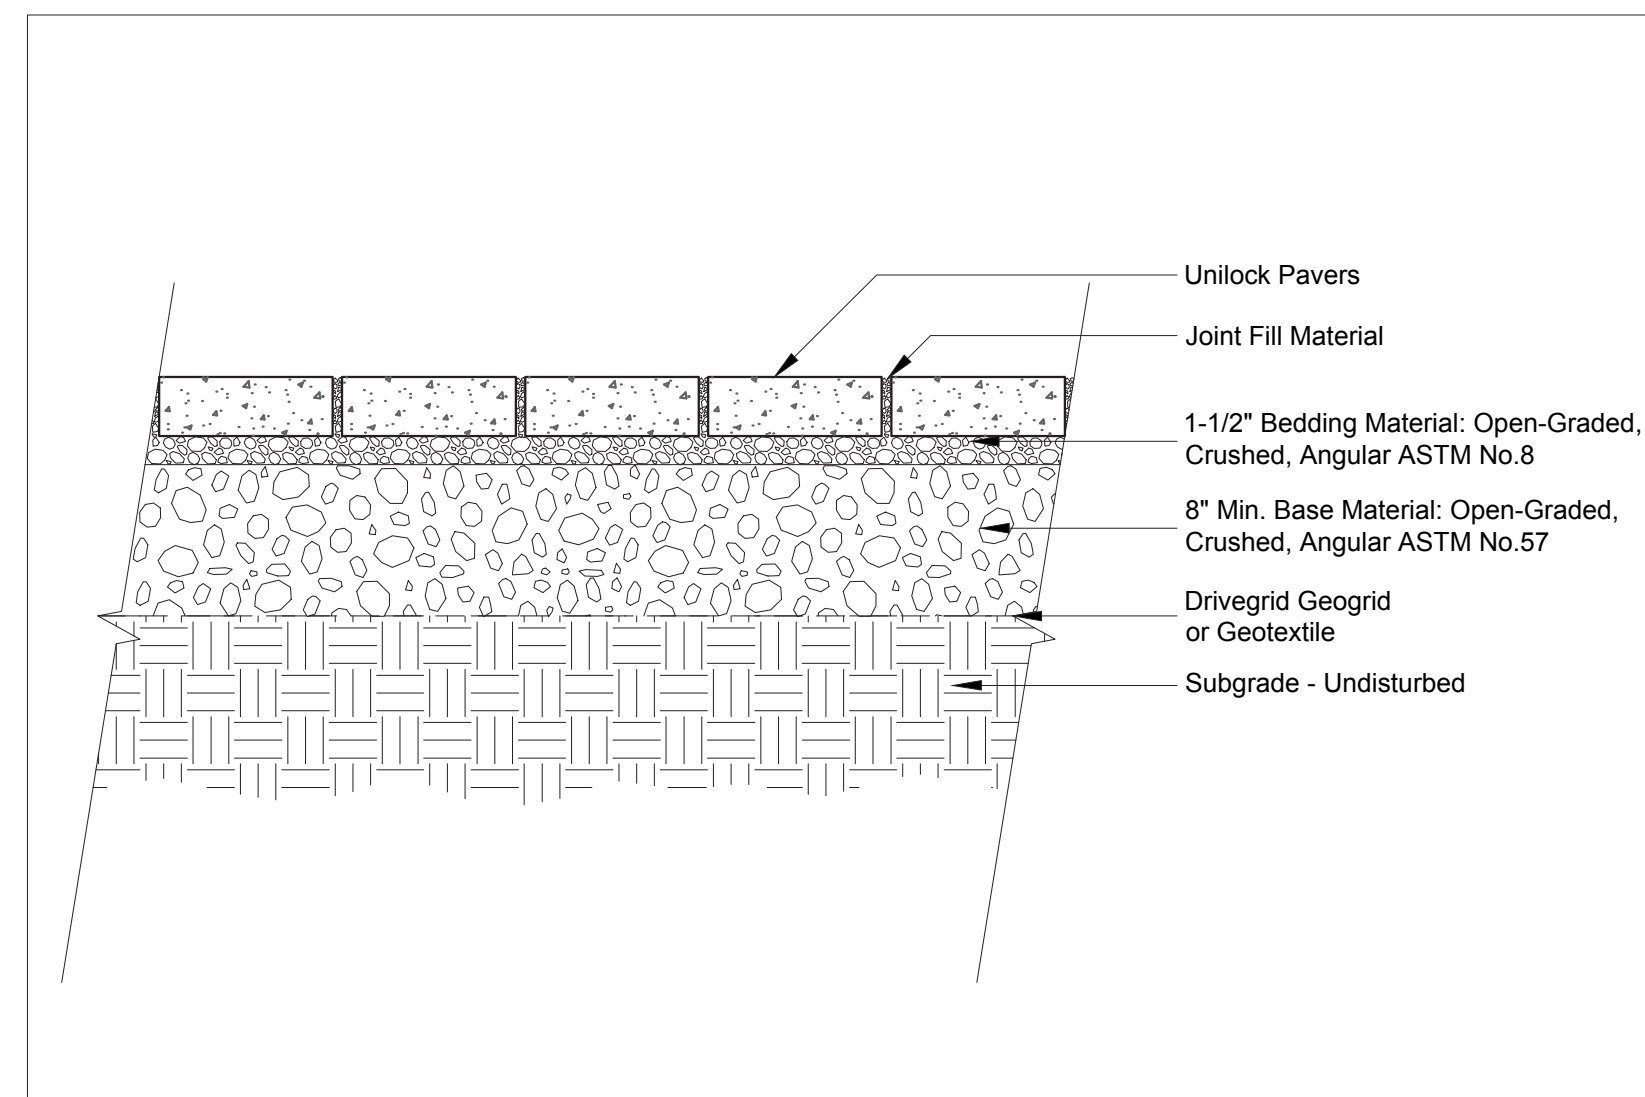 Unilock Pavers
Joint Fill Material
1-1/2" Bedding Material: Open-Graded,
Crushed, Angular ASTM No.8
8" Min. Base Material: Open-Graded,
Crushed, Angular ASTM No.57
Drivegrid Geogrid
or Geotextile
Subgrade - Undisturbed